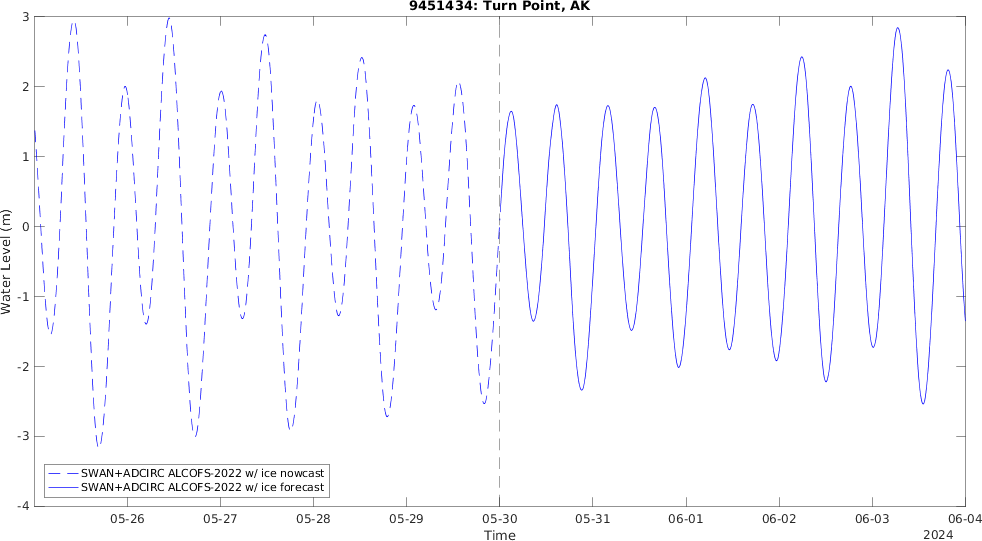 9451434: Turn Point, AK
3
2
1
0
-1
-2
-3
-4
Water Level (m)
SWAN+ADCIRC ALCOFS-2022 w/ ice nowcast
SWAN+ADCIRC ALCOFS-2022 w/ ice forecast
05-26 05-27 05-28 05-29 05-30 05-31 06-01 06-02 06-03 06-04
Time
2024